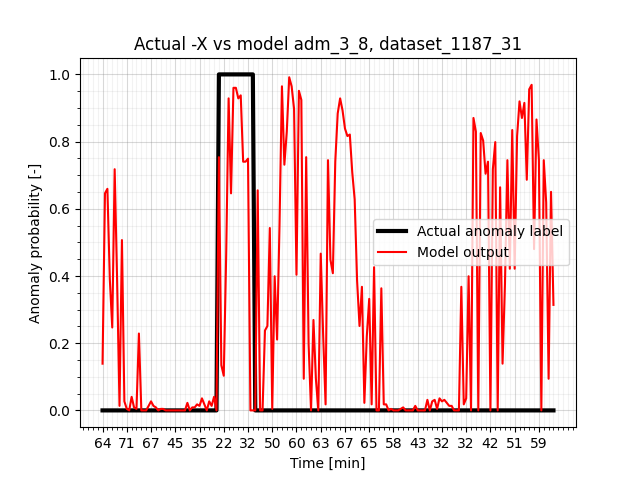 Actual -X vs model adm_3_8, dataset_1187_31
Anomaly probability [-]
1.0
0.8
0.6
0.4
0.2
0.0
Actual anomaly label
Model output
64 71 67 45 35 22 32 50 60 63 67 65 58 43 32 32 42 51 59
Time [min]